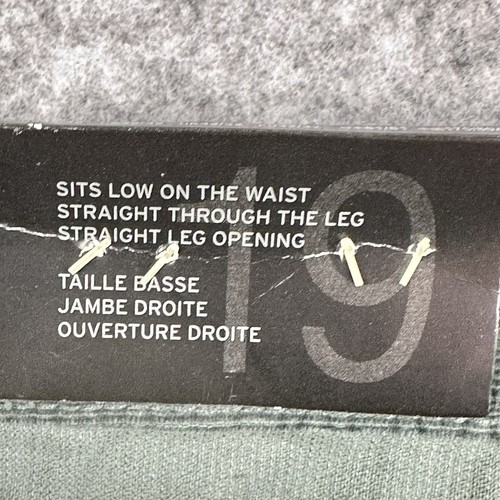 SITS LOW ON THE WAIST
STRAIGHT THROUGH THE LEG
STRAIGHT LEG OPENING
TAILLE BASSE
JAMBE DROITE
OUVERTURE DROITE
19